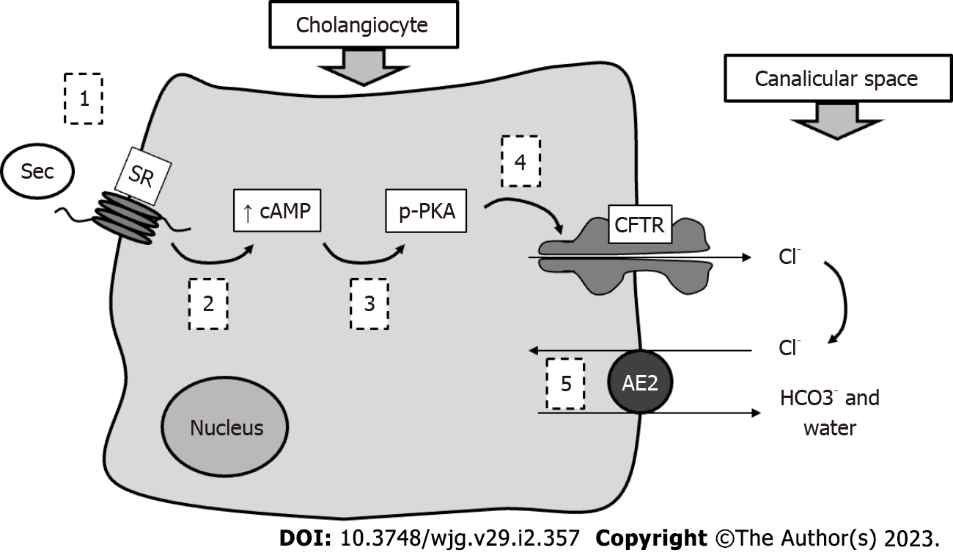 Cholangiocyte
Canalicular space
1
Sec
SR
4
↑ cAMP
p-PKA
CFTR
Cl⁻
2
3
Cl⁻
5
AE2
HCO3⁻ and
water
Nucleus
DOI: 10.3748/wjg.v29.i2.357 Copyright ©The Author(s) 2023.